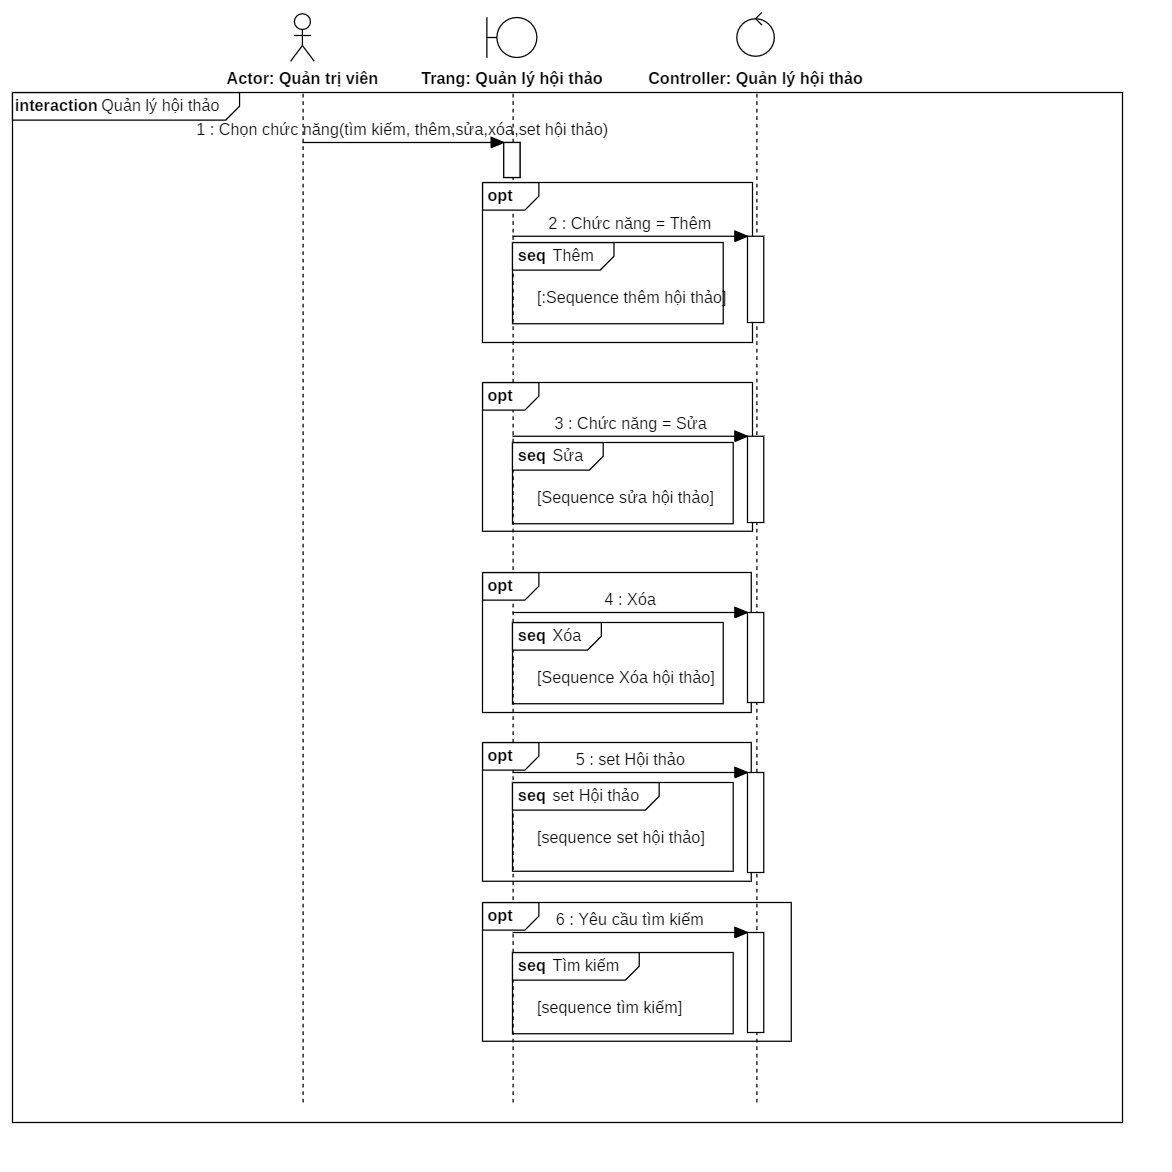 Actor: Quản trị viên
Trang: Quản lý hội thảo
Controller: Quản lý hội thảo
interaction Quản lý hội thảo
1 : Chọn chức năng(tìm kiếm, thêm,sửa,xóa,set hội thảo)
opt
2 : Chức năng = Thêm
seq Thêm
[:Sequence thêm hội thảo]
opt
3 : Chức năng = Sửa
seq Sửa
[Sequence sửa hội thảo]
opt
4 : Xóa
seq Xóa
[Sequence Xóa hội thảo]
opt
5 : set Hội thảo
seq set Hội thảo
[sequence set hội thảo]
opt
6 : Yêu cầu tìm kiếm
seq Tìm kiếm
[sequence tìm kiếm]